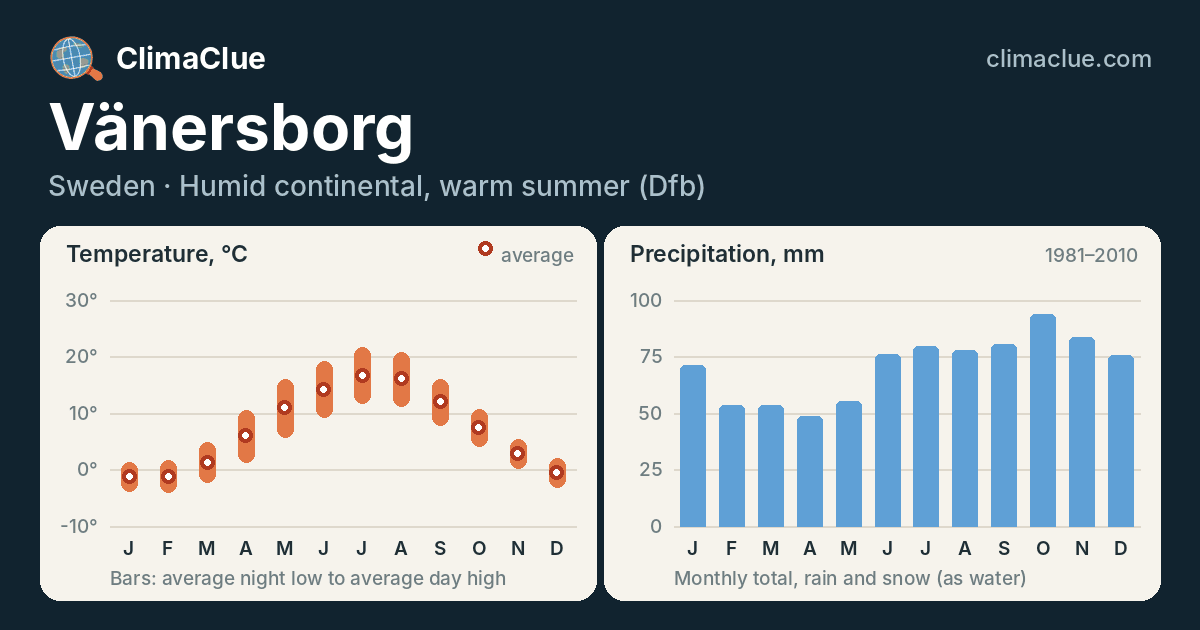 ClimaClue
climaclue.com
Vänersborg
Sweden · Humid continental, warm summer (Dfb)
Temperature, °C
average
30°
20°
10°
0°
-10°
J F M A M J J A S O N D
Bars: average night low to average day high
Precipitation, mm
1981–2010
100
75
50
25
0
J F M A M J J A S O N D
Monthly total, rain and snow (as water)